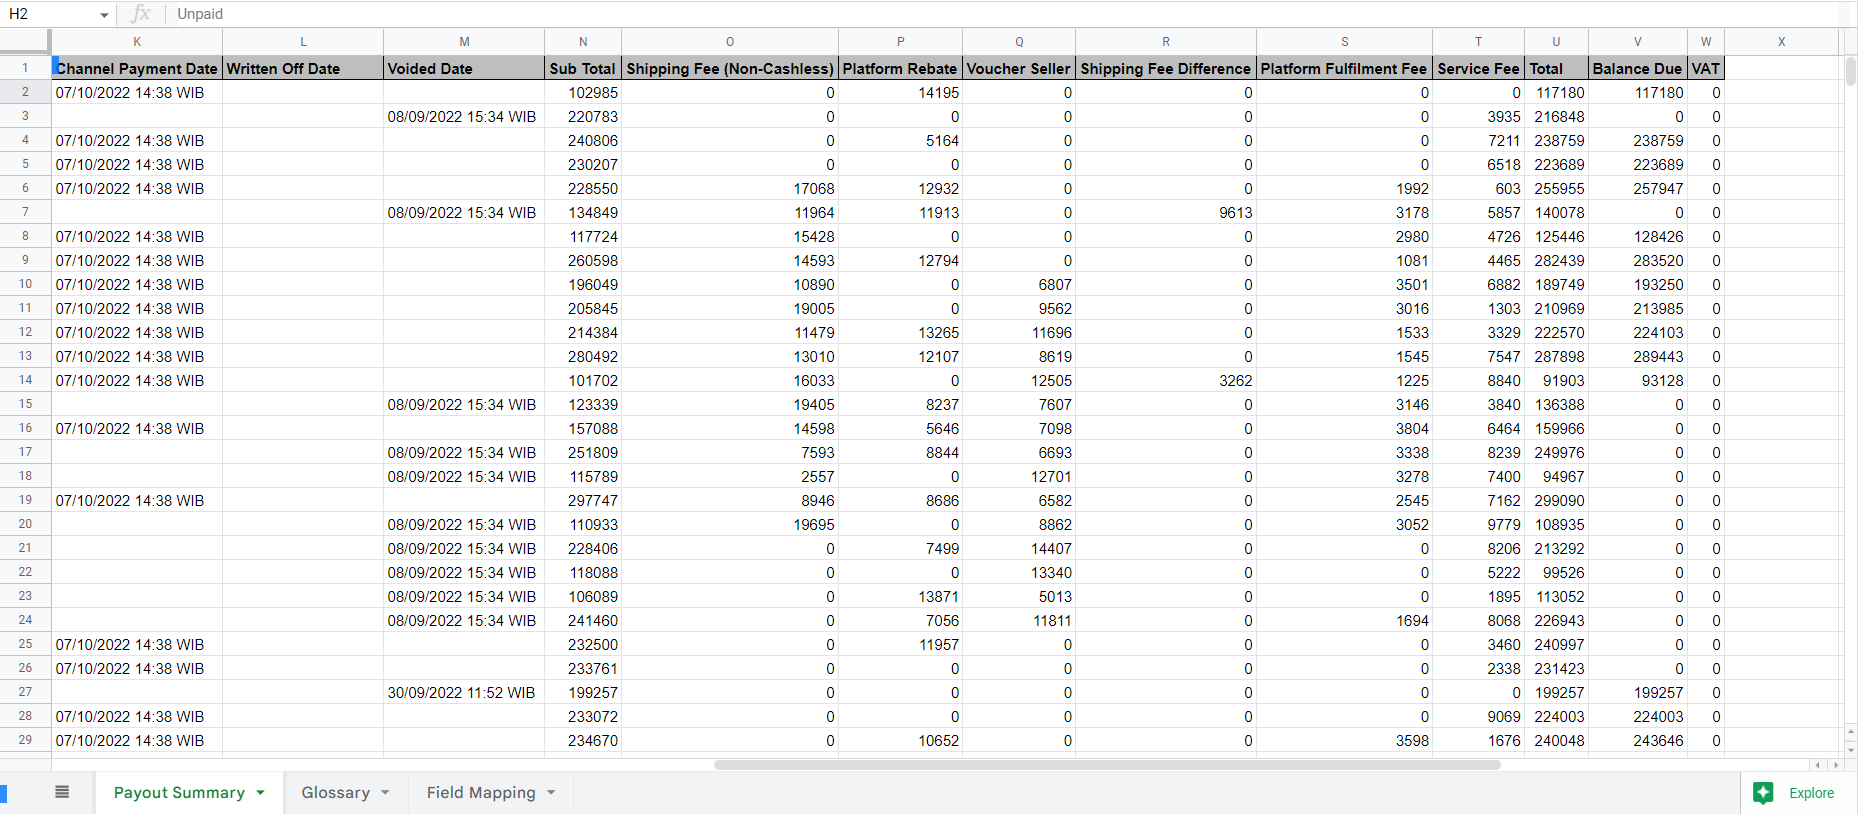 H2 fx Unpaid
K L M N O P Q R S T U V W X
1 Channel Payment Date Written Off Date Voided Date Sub Total Shipping Fee (Non-Cashless) Platform Rebate Voucher Seller Shipping Fee Difference Platform Fulfilment Fee Service Fee Total Balance Due VAT
2 07/10/2022 14:38 WIB 102985 0 14195 0 0 0 0 117180 117180 0
3 08/09/2022 15:34 WIB 220783 0 0 0 0 0 3935 216848 0 0
4 07/10/2022 14:38 WIB 240806 0 5164 0 0 0 7211 238759 238759 0
5 07/10/2022 14:38 WIB 230207 0 0 0 0 0 6518 223689 223689 0
6 07/10/2022 14:38 WIB 228550 17068 12932 0 0 1992 603 255955 257947 0
7 08/09/2022 15:34 WIB 134849 11964 11913 0 9613 3178 5857 140078 0 0
8 07/10/2022 14:38 WIB 117724 15428 0 0 0 2980 4726 125446 128426 0
9 07/10/2022 14:38 WIB 260598 14593 12794 0 0 1081 4465 282439 283520 0
10 07/10/2022 14:38 WIB 196049 10890 0 6807 0 3501 6882 189749 193250 0
11 07/10/2022 14:38 WIB 205845 19005 0 9562 0 3016 1303 210969 213985 0
12 07/10/2022 14:38 WIB 214384 11479 13265 11696 0 1533 3329 222570 224103 0
13 07/10/2022 14:38 WIB 280492 13010 12107 8619 0 1545 7547 287898 289443 0
14 07/10/2022 14:38 WIB 101702 16033 0 12505 3262 1225 8840 91903 93128 0
15 08/09/2022 15:34 WIB 123339 19405 8237 7607 0 3146 3840 136388 0 0
16 07/10/2022 14:38 WIB 157088 14598 5646 7098 0 3804 6464 159966 0 0
17 08/09/2022 15:34 WIB 251809 7593 8844 6693 0 3338 8239 249976 0 0
18 08/09/2022 15:34 WIB 115789 2557 0 12701 0 3278 7400 94967 0 0
19 07/10/2022 14:38 WIB 297747 8946 8686 6582 0 2545 7162 299090 0 0
20 08/09/2022 15:34 WIB 110933 19695 0 8862 0 3052 9779 108935 0 0
21 08/09/2022 15:34 WIB 228406 0 7499 14407 0 0 8206 213292 0 0
22 08/09/2022 15:34 WIB 118088 0 0 13340 0 0 5222 99526 0 0
23 08/09/2022 15:34 WIB 106089 0 13871 5013 0 0 1895 113052 0 0
24 08/09/2022 15:34 WIB 241460 0 7056 11811 0 1694 8068 226943 0 0
25 07/10/2022 14:38 WIB 232500 0 11957 0 0 0 3460 240997 0 0
26 07/10/2022 14:38 WIB 233761 0 0 0 0 0 2338 231423 0 0
27 30/09/2022 11:52 WIB 199257 0 0 0 0 0 0 199257 199257 0
28 07/10/2022 14:38 WIB 233072 0 0 0 0 0 9069 224003 224003 0
29 07/10/2022 14:38 WIB 234670 0 10652 0 0 3598 1676 240048 243646 0
Payout Summary Glossary Field Mapping Explore